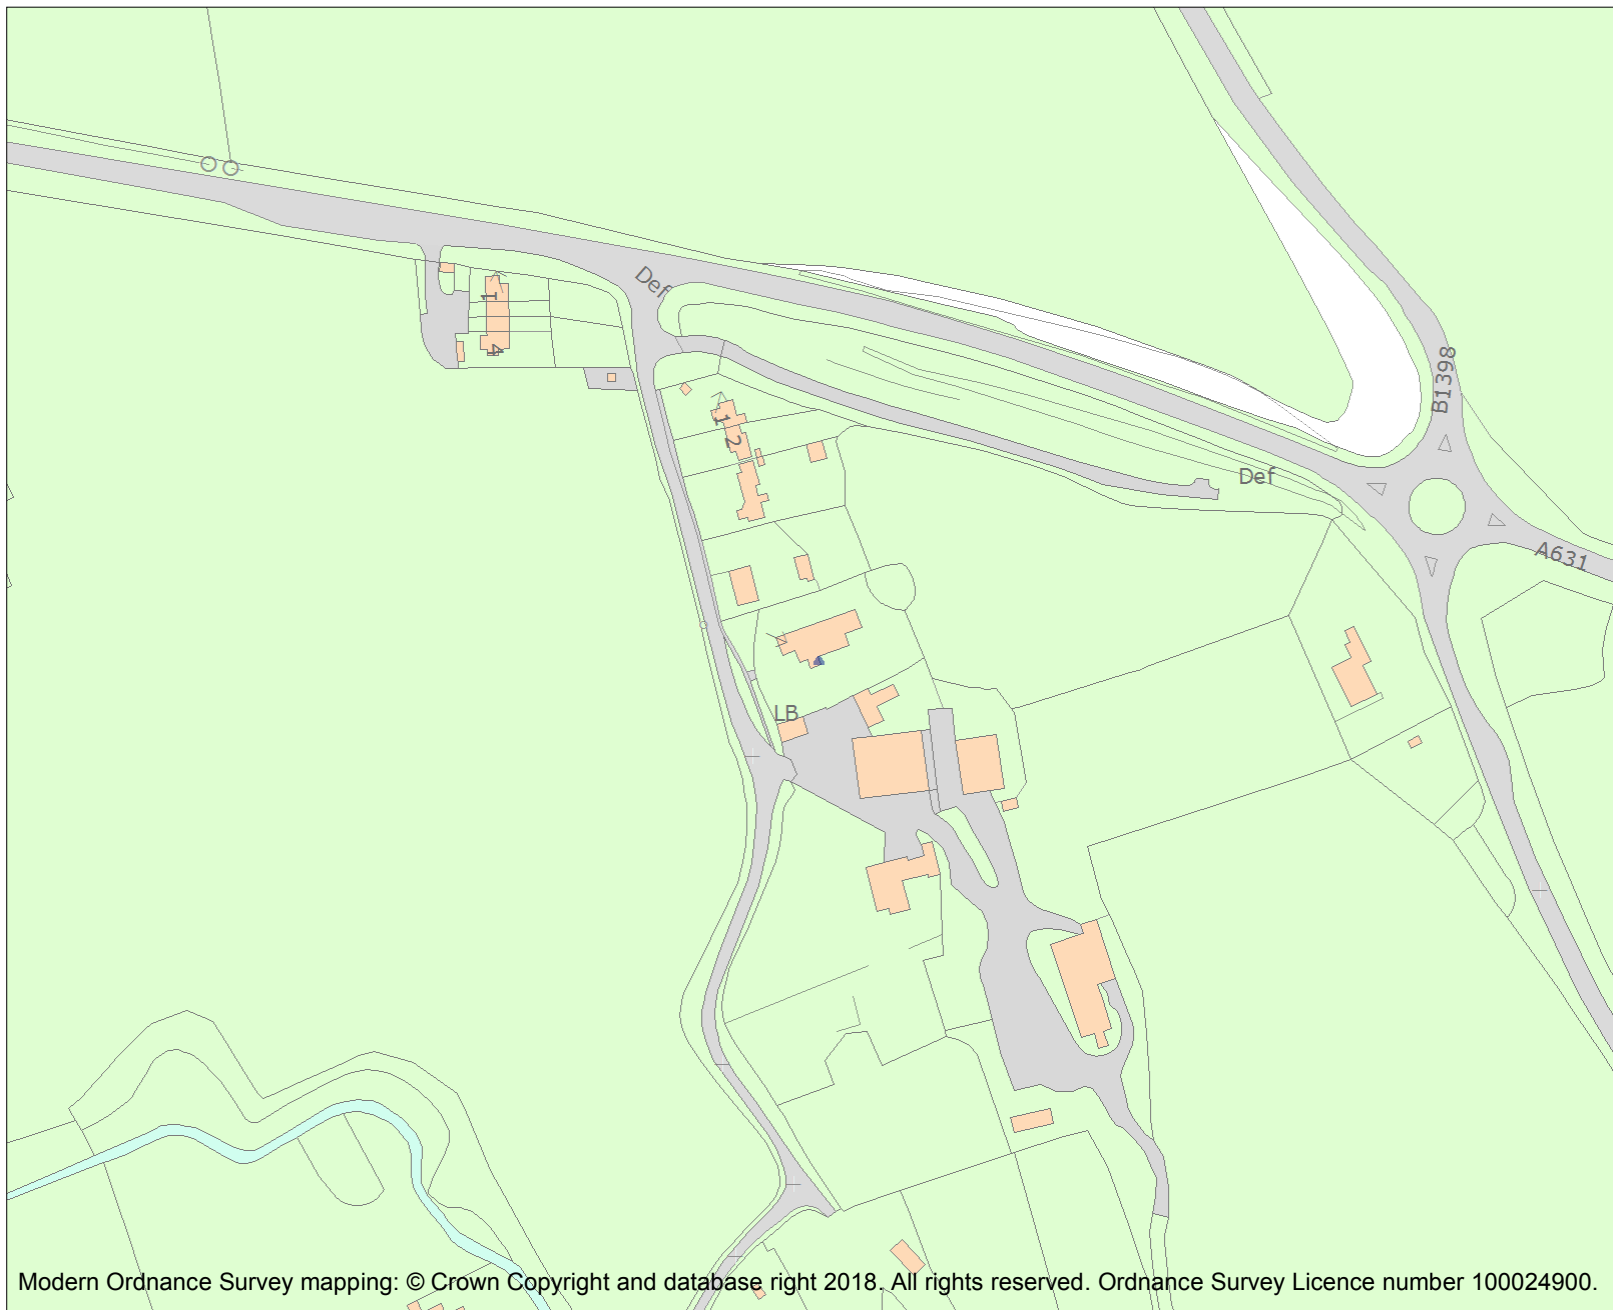 Def
1
4
1
2
B1398
Def
A631
LB
Modern Ordnance Survey mapping: © Crown Copyright and database right 2018. All rights reserved. Ordnance Survey Licence number 100024900.